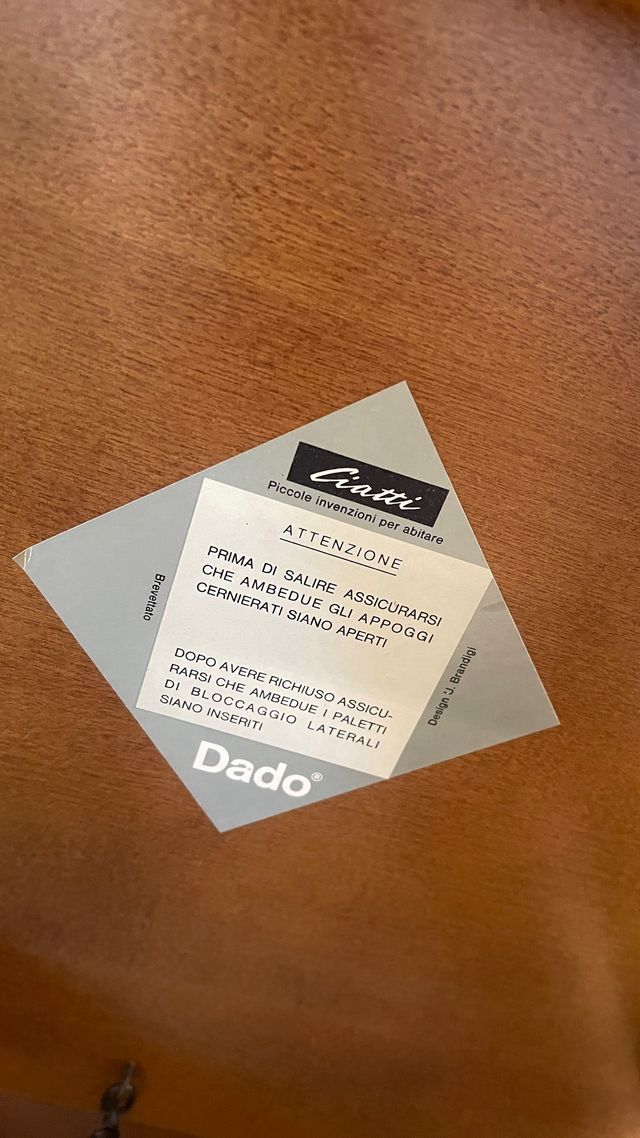 Ciatti
Piccole invenzioni per abitare
ATTENZIONE
PRIMA DI SALIRE ASSICURARSI
CHE AMBEDUE GLI APPOGGI
CERNIERATI SIANO APERTI
DOPO AVERE RICHIUSO ASSICU-
RARSI CHE AMBEDUE I PALETTI
DI BLOCCAGGIO LATERALI
SIANO INSERITI
Brevettato
Design J. Brandigi
Dado®